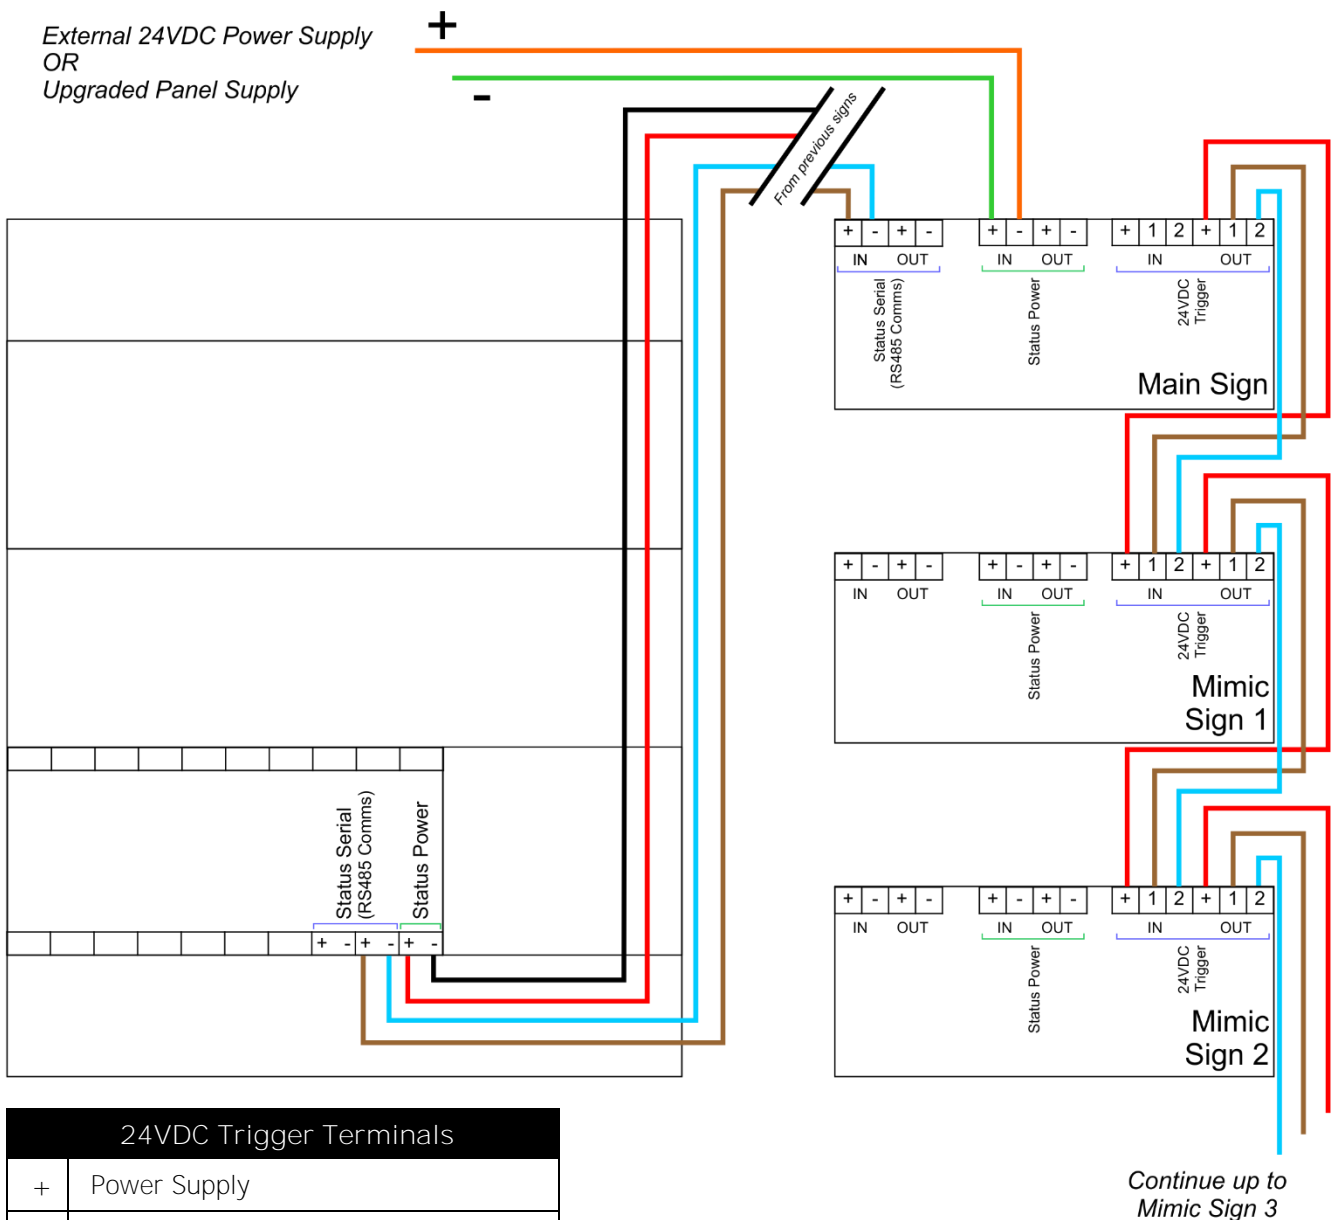 External 24VDC Power Supply
OR
Upgraded Panel Supply
+
-
From previous signs
+ - + -
IN OUT
Status Serial
(RS485 Comms)
+ - + -
IN OUT
Status Power
+ 1 2 + 1 2
IN OUT
24VDC
Trigger
Main Sign
+ - + -
IN OUT
+ - + -
IN OUT
Status Power
+ 1 2 + 1 2
IN OUT
24VDC
Trigger
Mimic
Sign 1
Status Serial
(RS485 Comms)
Status Power
+ - + - + -
+ - + -
IN OUT
+ - + -
IN OUT
Status Power
+ 1 2 + 1 2
IN OUT
24VDC
Trigger
Mimic
Sign 2
24VDC Trigger Terminals
+ Power Supply
Continue up to
Mimic Sign 3